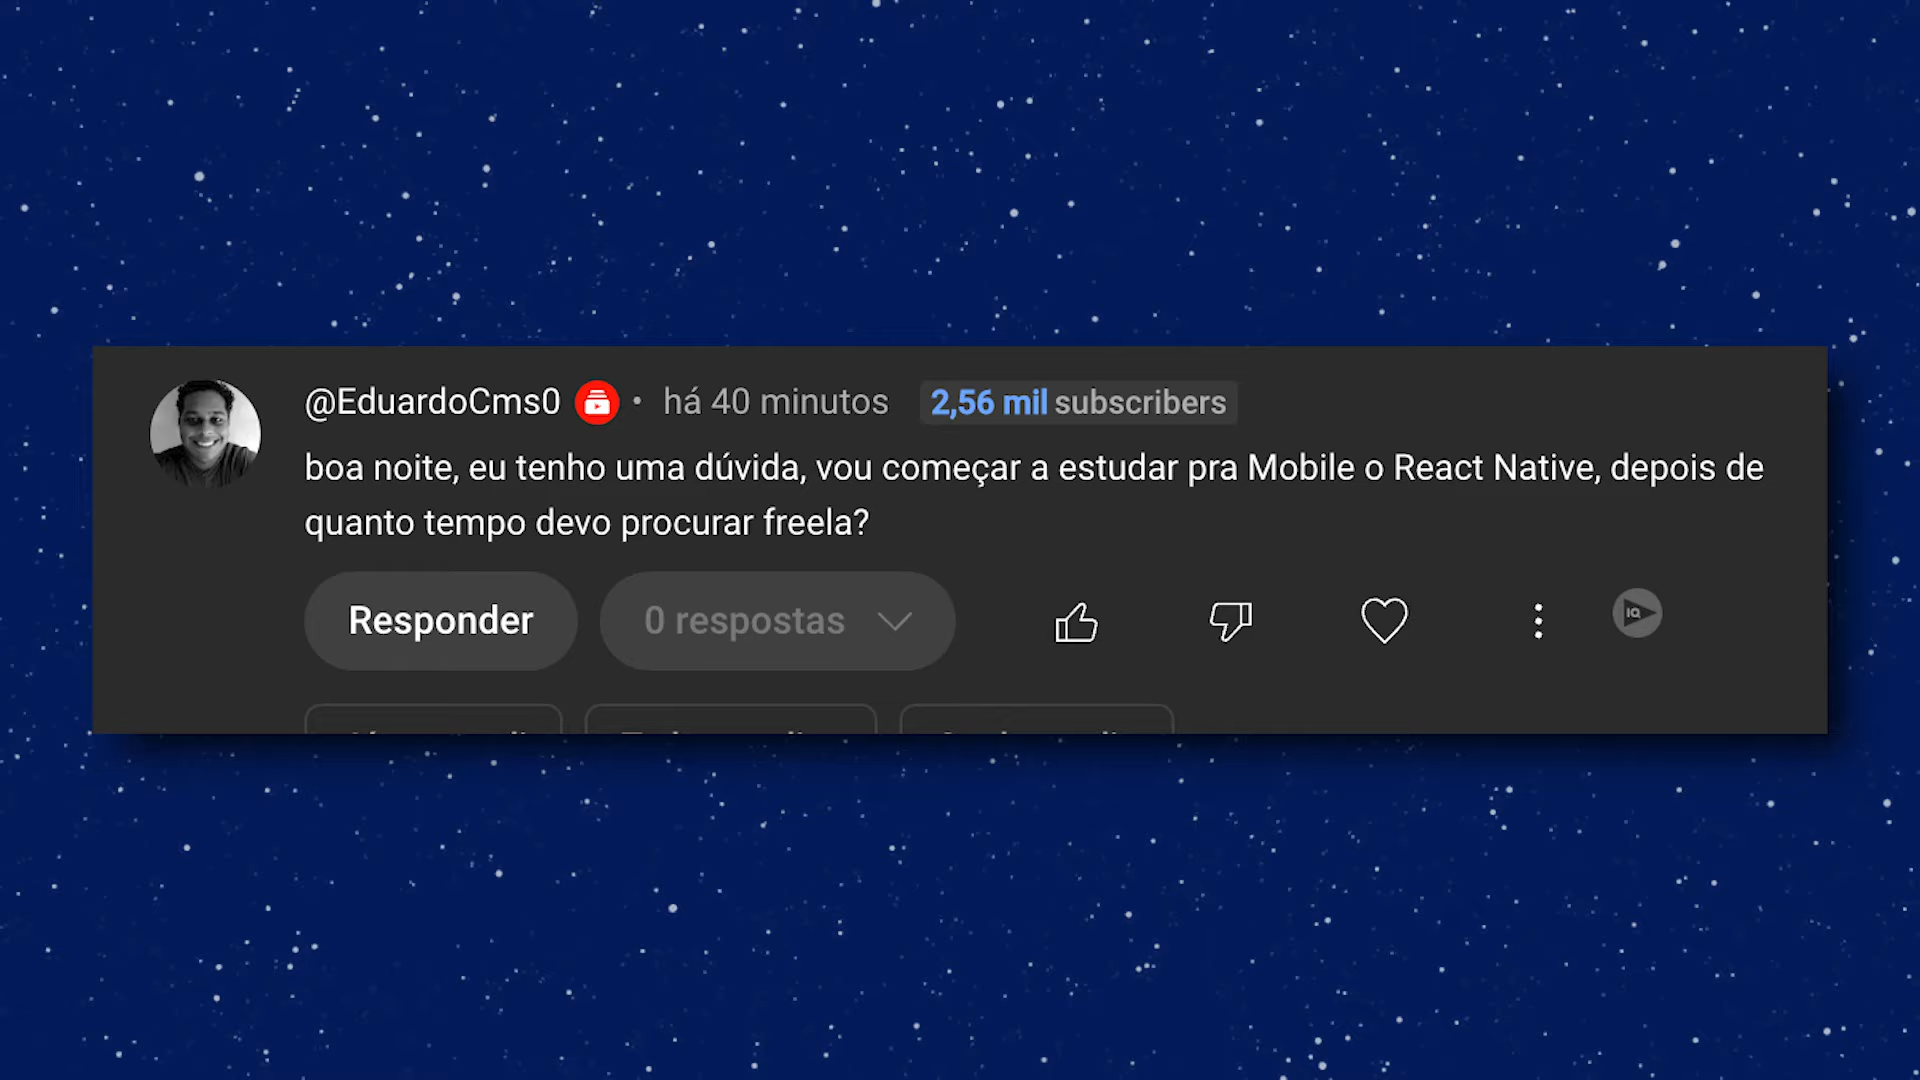 @EduardoCms0 • há 40 minutos 2,56 mil subscribers
boa noite, eu tenho uma dúvida, vou começar a estudar pra Mobile o React Native, depois de
quanto tempo devo procurar freela?
Responder 0 respostas
IQ